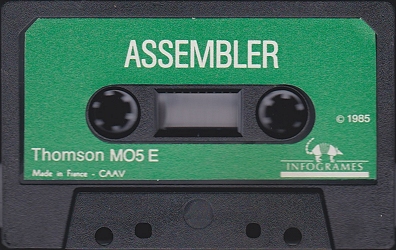 ASSEMBLER
© 1985
Thomson MO5 E
Made in France - CAAV
INFOGRAMES